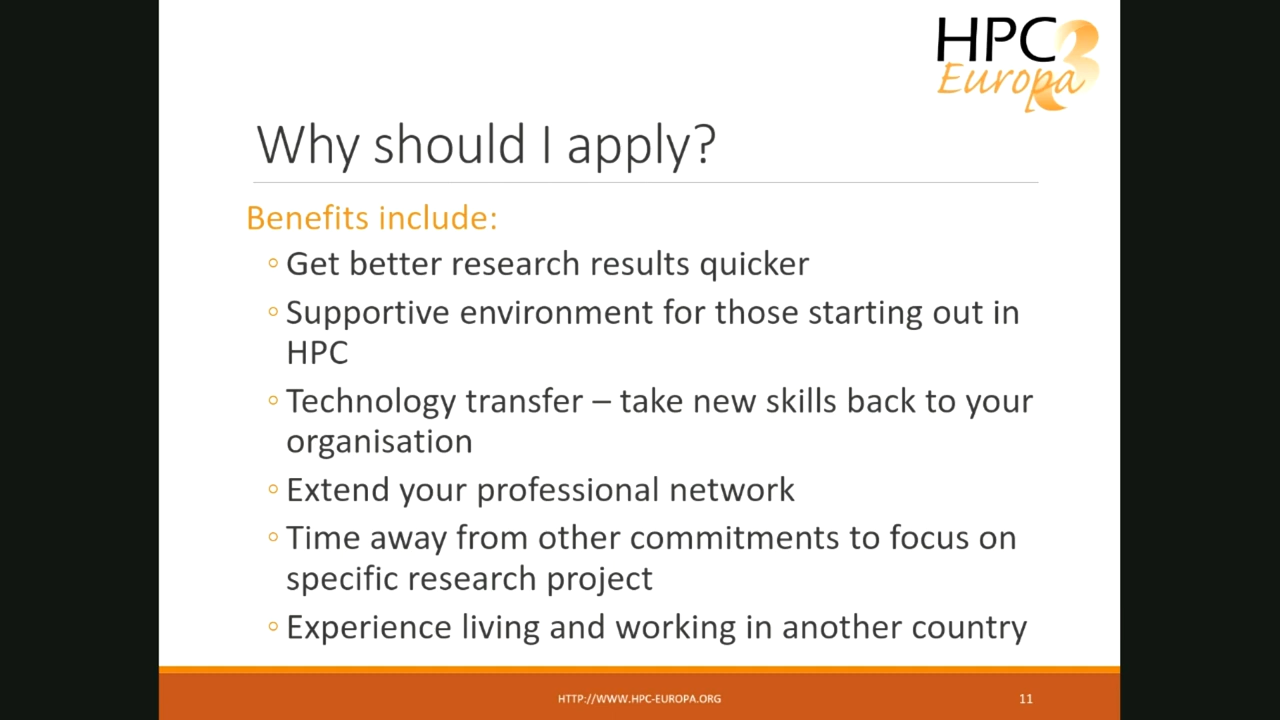 HPC 3
Europa
Why should I apply?
Benefits include:
◦ Get better research results quicker
◦ Supportive environment for those starting out in
HPC
◦ Technology transfer – take new skills back to your
organisation
◦ Extend your professional network
◦ Time away from other commitments to focus on
specific research project
◦ Experience living and working in another country
HTTP://WWW.HPC-EUROPA.ORG
11